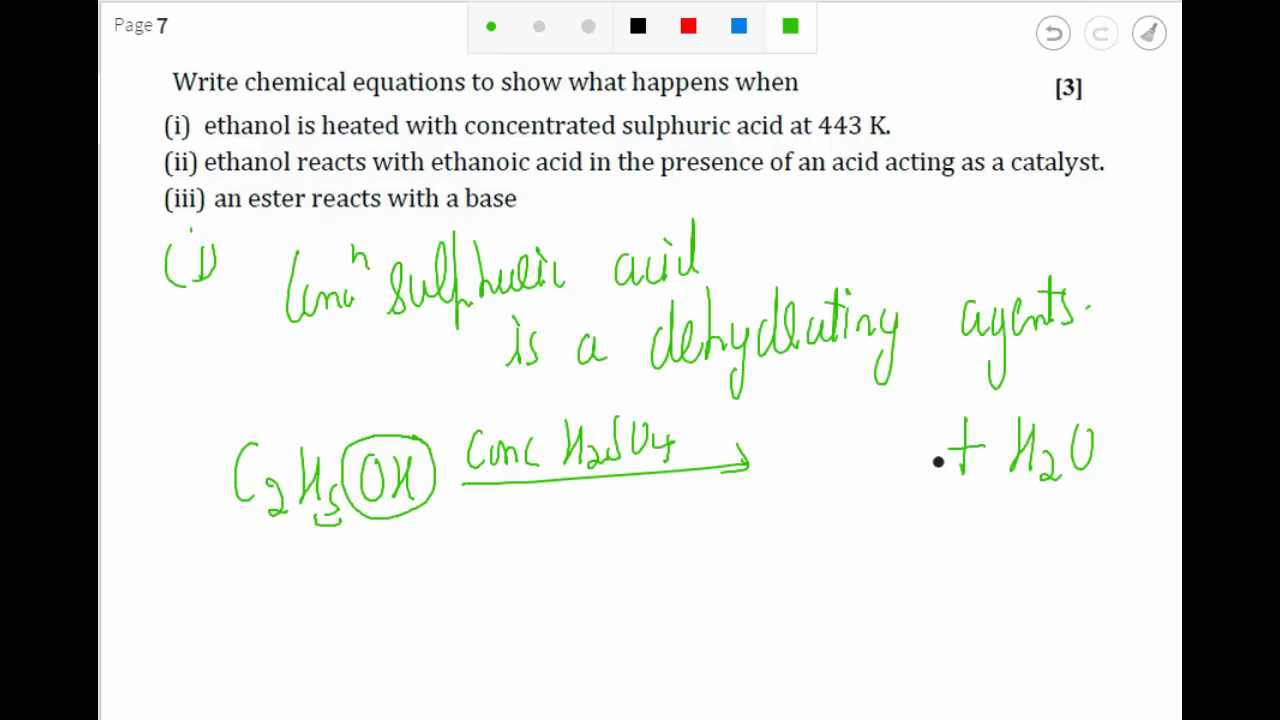 Page 7
Write chemical equations to show what happens when [3]
(i) ethanol is heated with concentrated sulphuric acid at 443 K.
(ii) ethanol reacts with ethanoic acid in the presence of an acid acting as a catalyst.
(iii) an ester reacts with a base
(i) Concⁿ sulphuric acid
is a dehydrating agents.
C₂H₅OH Conc H₂SO₄ → + H₂O